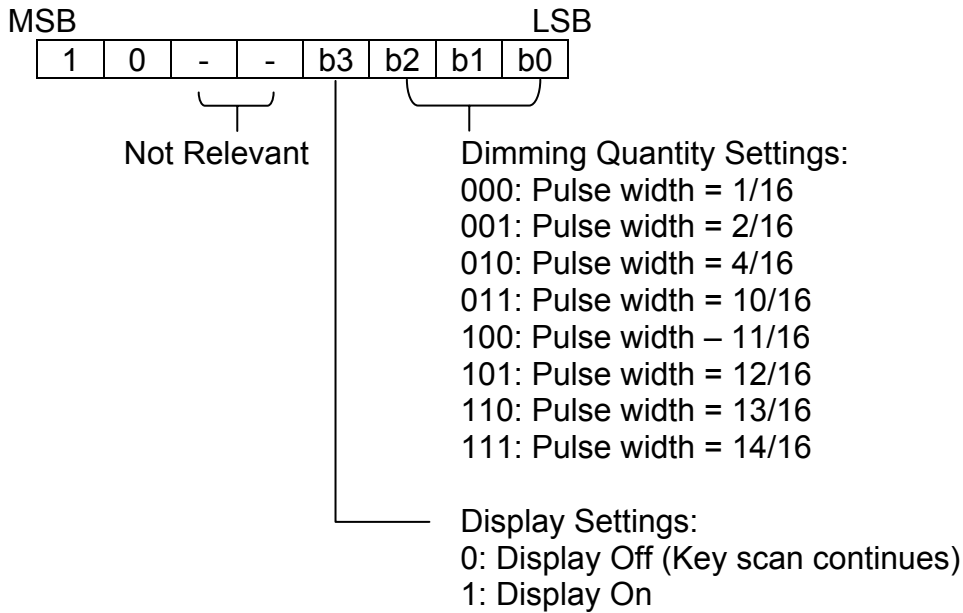 MSB LSB
1 0 - - b3 b2 b1 b0
Not Relevant
Dimming Quantity Settings:
000: Pulse width = 1/16
001: Pulse width = 2/16
010: Pulse width = 4/16
011: Pulse width = 10/16
100: Pulse width – 11/16
101: Pulse width = 12/16
110: Pulse width = 13/16
111: Pulse width = 14/16
Display Settings:
0: Display Off (Key scan continues)
1: Display On